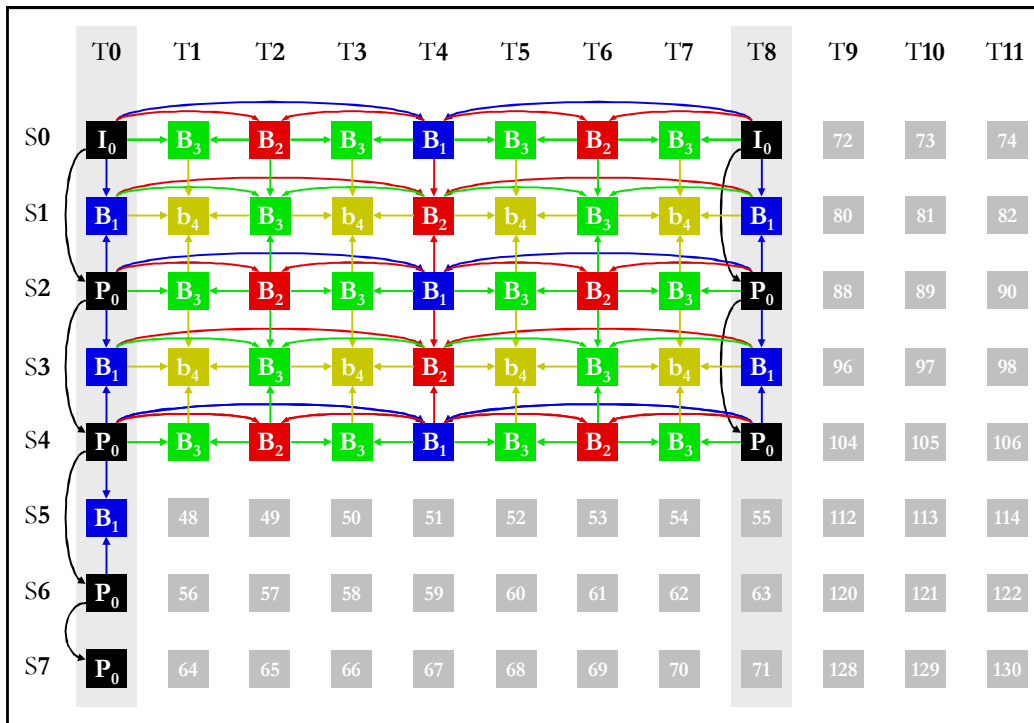 T0 T1 T2 T3 T4 T5 T6 T7 T8 T9 T10 T11
S0 I₀ B₃ B₂ B₃ B₁ B₃ B₂ B₃ I₀ 72 73 74
S1 B₁ b₄ B₃ b₄ B₂ b₄ B₃ b₄ B₁ 80 81 82
S2 P₀ B₃ B₂ B₃ B₁ B₃ B₂ B₃ P₀ 88 89 90
S3 B₁ b₄ B₃ b₄ B₂ b₄ B₃ b₄ B₁ 96 97 98
S4 P₀ B₃ B₂ B₃ B₁ B₃ B₂ B₃ P₀ 104 105 106
S5 B₁ 48 49 50 51 52 53 54 55 112 113 114
S6 P₀ 56 57 58 59 60 61 62 63 120 121 122
S7 P₀ 64 65 66 67 68 69 70 71 128 129 130